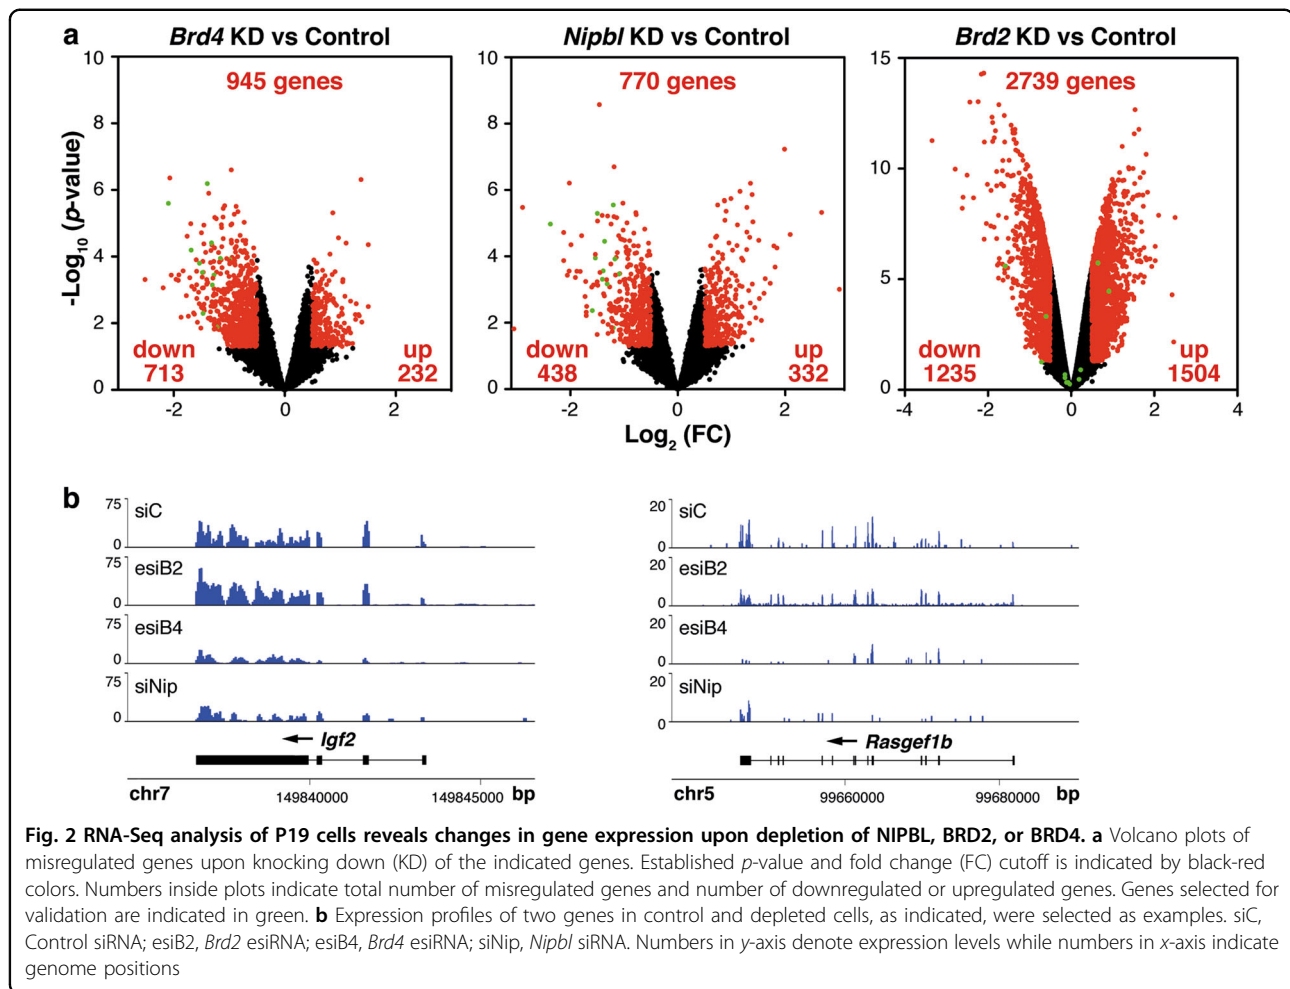 a
Brd4 KD vs Control
Nipbl KD vs Control
Brd2 KD vs Control
-Log10 (p-value)
10
8
6
4
2
0
945 genes
down
713
up
232
-2
0
2
10
8
6
4
2
0
770 genes
down
438
up
332
-2
0
2
15
10
5
0
2739 genes
down
1235
up
1504
-4
-2
0
2
4
Log2 (FC)
b
75
0
siC
75
0
esiB2
75
0
esiB4
75
0
siNip
Igf2
chr7
149840000
149845000
bp
20
0
siC
20
0
esiB2
20
0
esiB4
20
0
siNip
Rasgef1b
chr5
99660000
99680000
bp
Fig. 2 RNA-Seq analysis of P19 cells reveals changes in gene expression upon depletion of NIPBL, BRD2, or BRD4. a Volcano plots of
misregulated genes upon knocking down (KD) of the indicated genes. Established p-value and fold change (FC) cutoff is indicated by black-red
colors. Numbers inside plots indicate total number of misregulated genes and number of downregulated or upregulated genes. Genes selected for
validation are indicated in green. b Expression profiles of two genes in control and depleted cells, as indicated, were selected as examples. siC,
Control siRNA; esiB2, Brd2 esiRNA; esiB4, Brd4 esiRNA; siNip, Nipbl siRNA. Numbers in y-axis denote expression levels while numbers in x-axis indicate
genome positions